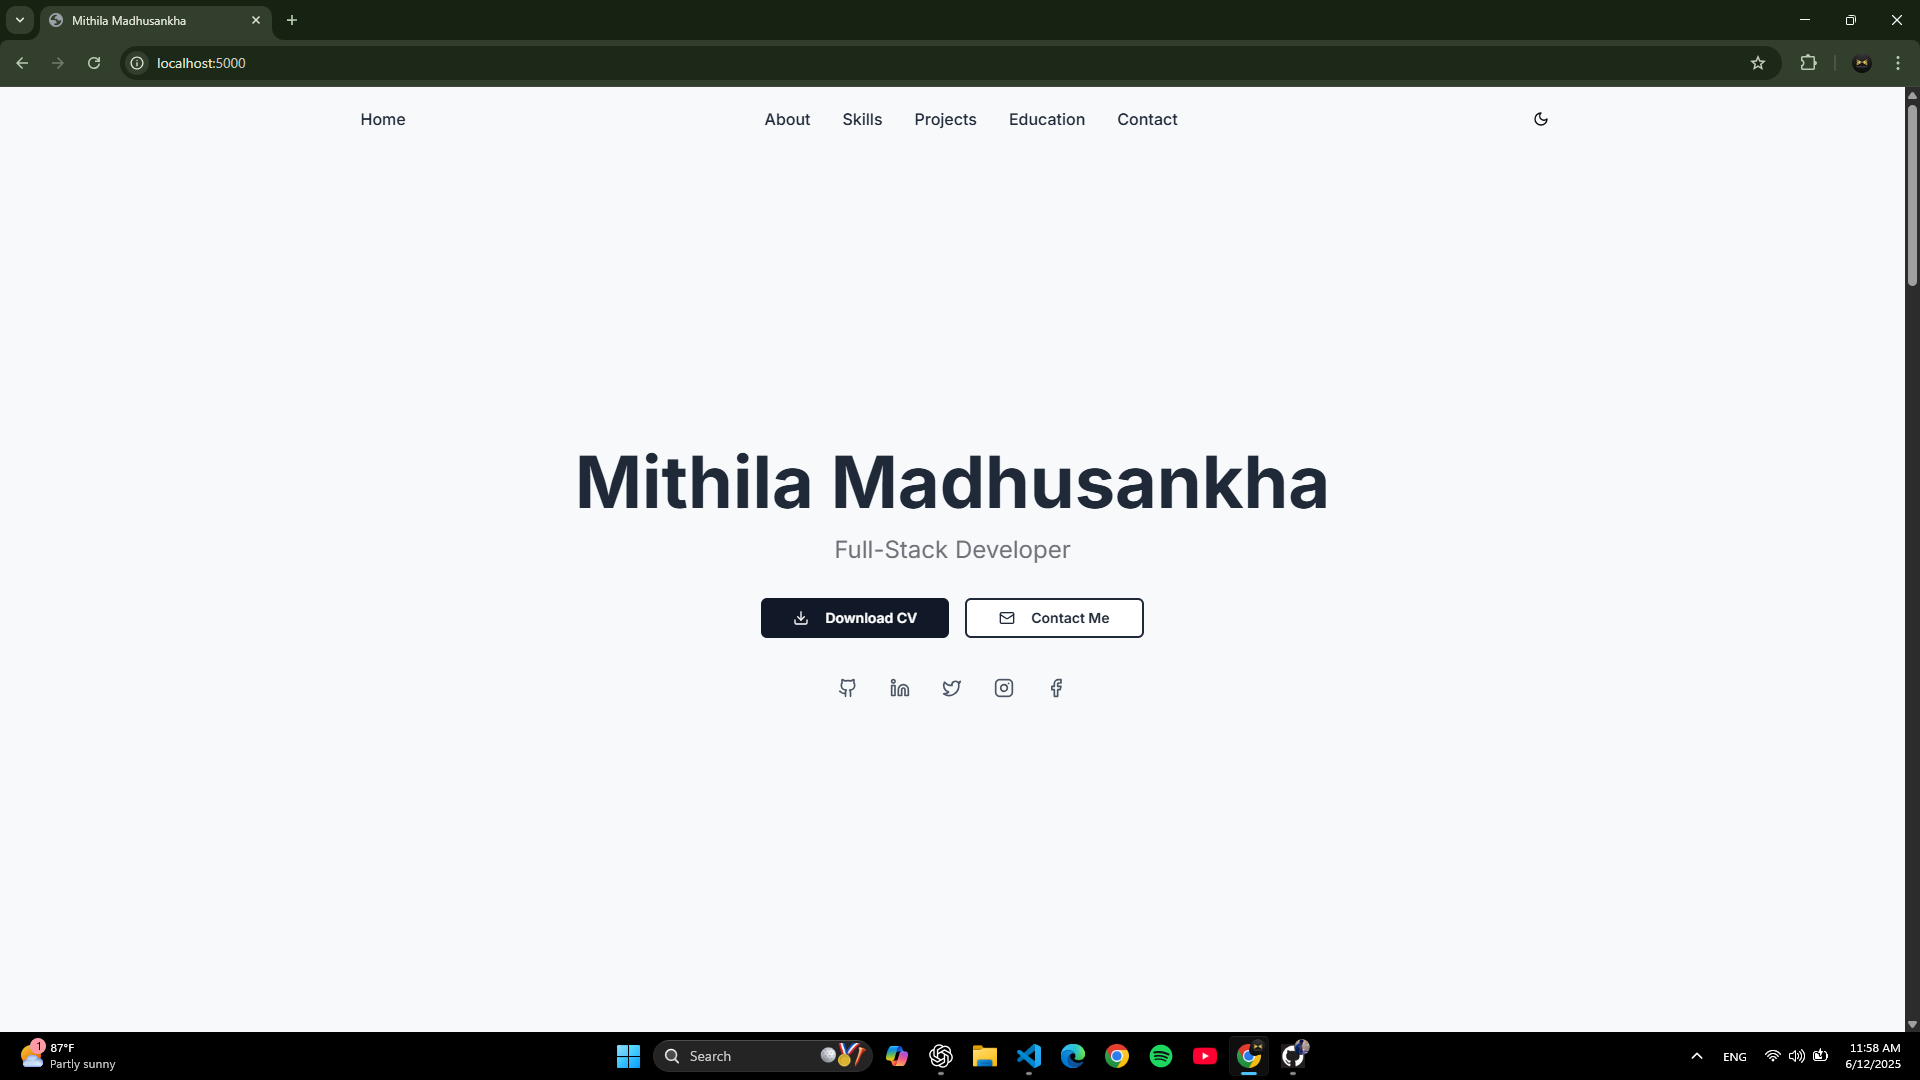 Mithila Madhusankha
localhost:5000
Home
About
Skills
Projects
Education
Contact
Mithila Madhusankha
Full-Stack Developer
Download CV
Contact Me
1
87°F
Partly sunny
Search
ENG
11:58 AM
6/12/2025